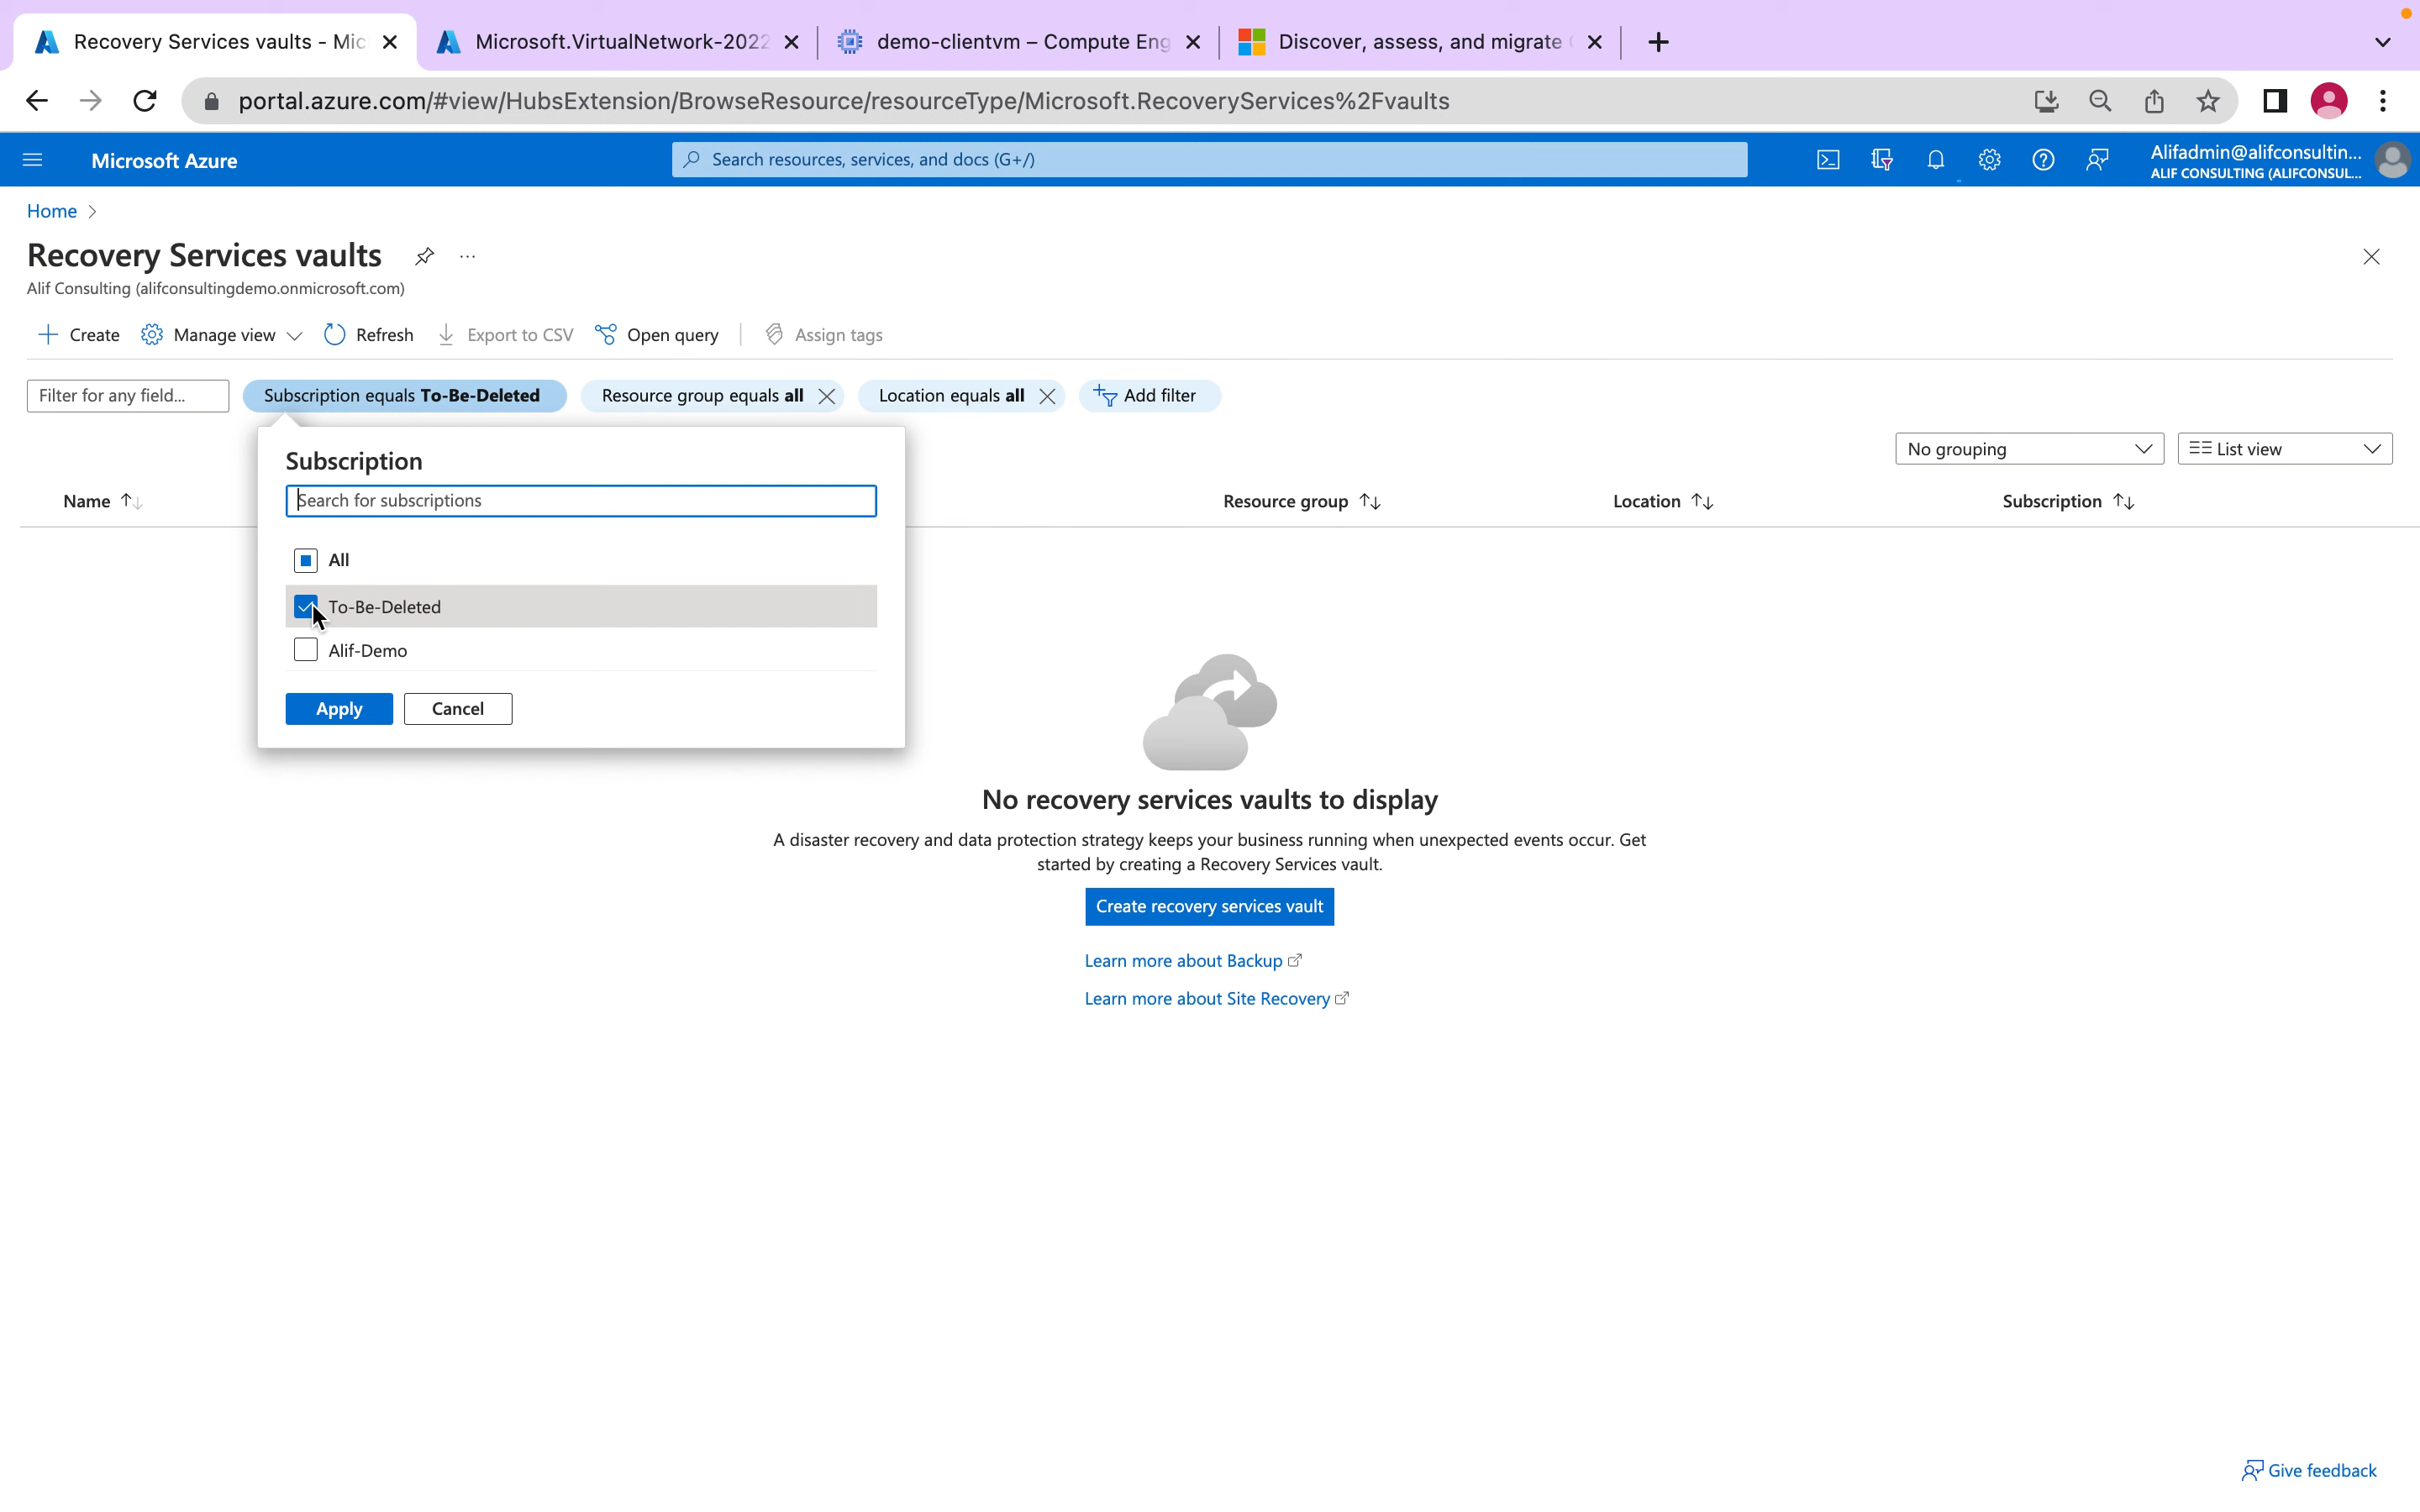 Recovery Services vaults - Mic
Microsoft.VirtualNetwork-2022
demo-clientvm – Compute Eng
Discover, assess, and migrate
portal.azure.com/#view/HubsExtension/BrowseResource/resourceType/Microsoft.RecoveryServices%2Fvaults
Microsoft Azure
Search resources, services, and docs (G+/)
Alifadmin@alifconsultin...
ALIF CONSULTING (ALIFCONSUL...
Home
Recovery Services vaults
Alif Consulting (alifconsultingdemo.onmicrosoft.com)
Create Manage view Refresh Export to CSV Open query Assign tags
Filter for any field... Subscription equals To-Be-Deleted Resource group equals all Location equals all Add filter
No grouping List view
Subscription
Search for subscriptions
All
To-Be-Deleted
Alif-Demo
Apply Cancel
Name Resource group Location Subscription
No recovery services vaults to display
A disaster recovery and data protection strategy keeps your business running when unexpected events occur. Get
started by creating a Recovery Services vault.
Create recovery services vault
Learn more about Backup
Learn more about Site Recovery
Give feedback